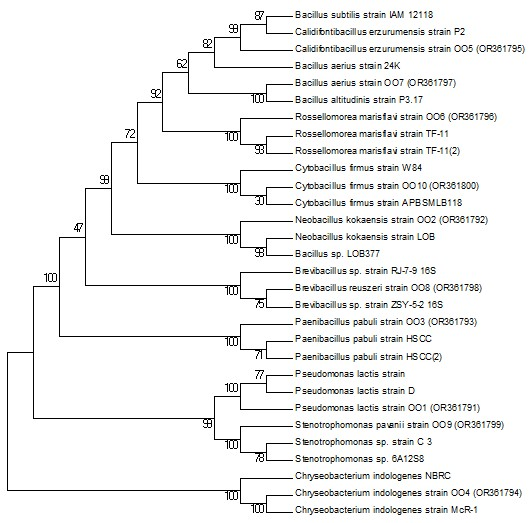 Bacillus subtilis strain IAM 12118
87
Calidifontibacillus erzurumensis strain P2
99
Calidifontibacillus erzurumensis strain OO5 (OR361795)
82
Bacillus aerius strain 24K
62
Bacillus aerius strain OO7 (OR361797)
92
100
Bacillus altitudinis strain P3.17
Rossellomorea marisflavi strain OO6 (OR361796)
72
100
Rossellomorea marisflavi strain TF-11
93
Rossellomorea marisflavi strain TF-11(2)
Cytobacillus firmus strain W84
99
100
Cytobacillus firmus strain OO10 (OR361800)
30
Cytobacillus firmus strain APBSMLB118
Neobacillus kokaensis strain OO2 (OR361792)
47
100
Neobacillus kokaensis strain LOB
98
Bacillus sp. LOB377
Brevibacillus sp. strain RJ-7-9 16S
100
100
Brevibacillus reuszeri strain OO8 (OR361798)
75
Brevibacillus sp. strain ZSY-5-2 16S
Paenibacillus pabuli strain OO3 (OR361793)
100
Paenibacillus pabuli strain HSCC
71
Paenibacillus pabuli strain HSCC(2)
77
Pseudomonas lactis strain
100
Pseudomonas lactis strain D
Pseudomonas lactis strain OO1 (OR361791)
99
Stenotrophomonas pavanii strain OO9 (OR361799)
100
Stenotrophomonas sp. strain C 3
78
Stenotrophomonas sp. 6A12S8
Chryseobacterium indologenes NBRC
100
Chryseobacterium indologenes strain OO4 (OR361794)
100
Chryseobacterium indologenes strain McR-1